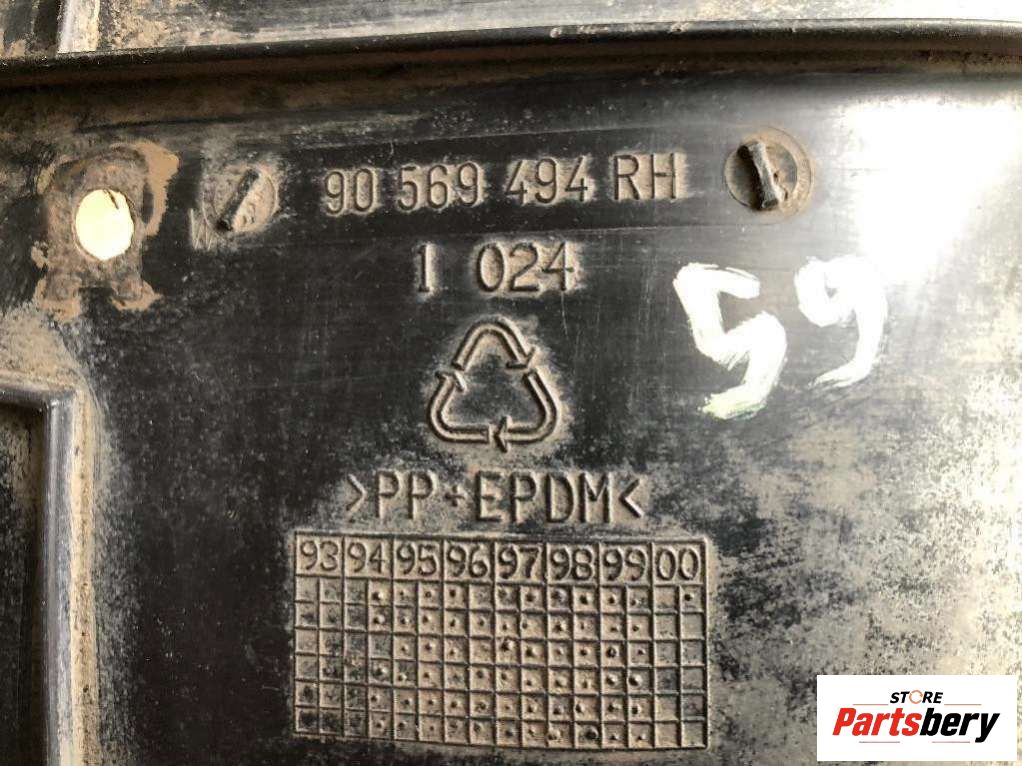 90 569 494 RH
1 024
59
>PP+EPDM<
93 94 95 96 97 98 99 00
STORE
Partsbery